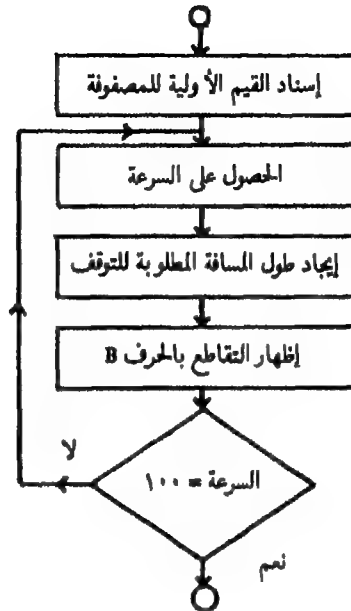 إسناد القيم الأولية للمصفوفة
الحصول على السرعة
إيجاد طول المسافة المطلوبة للتوقف
إظهار التقاطع بالحرف B
السرعة = ١٠٠
لا
نعم